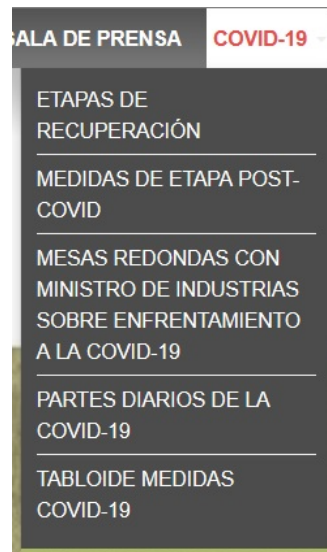 ALA DE PRENSA COVID-19
ETAPAS DE
RECUPERACIÓN
MEDIDAS DE ETAPA POST-
COVID
MESAS REDONDAS CON
MINISTRO DE INDUSTRIAS
SOBRE ENFRENTAMIENTO
A LA COVID-19
PARTES DIARIOS DE LA
COVID-19
TABLOIDE MEDIDAS
COVID-19